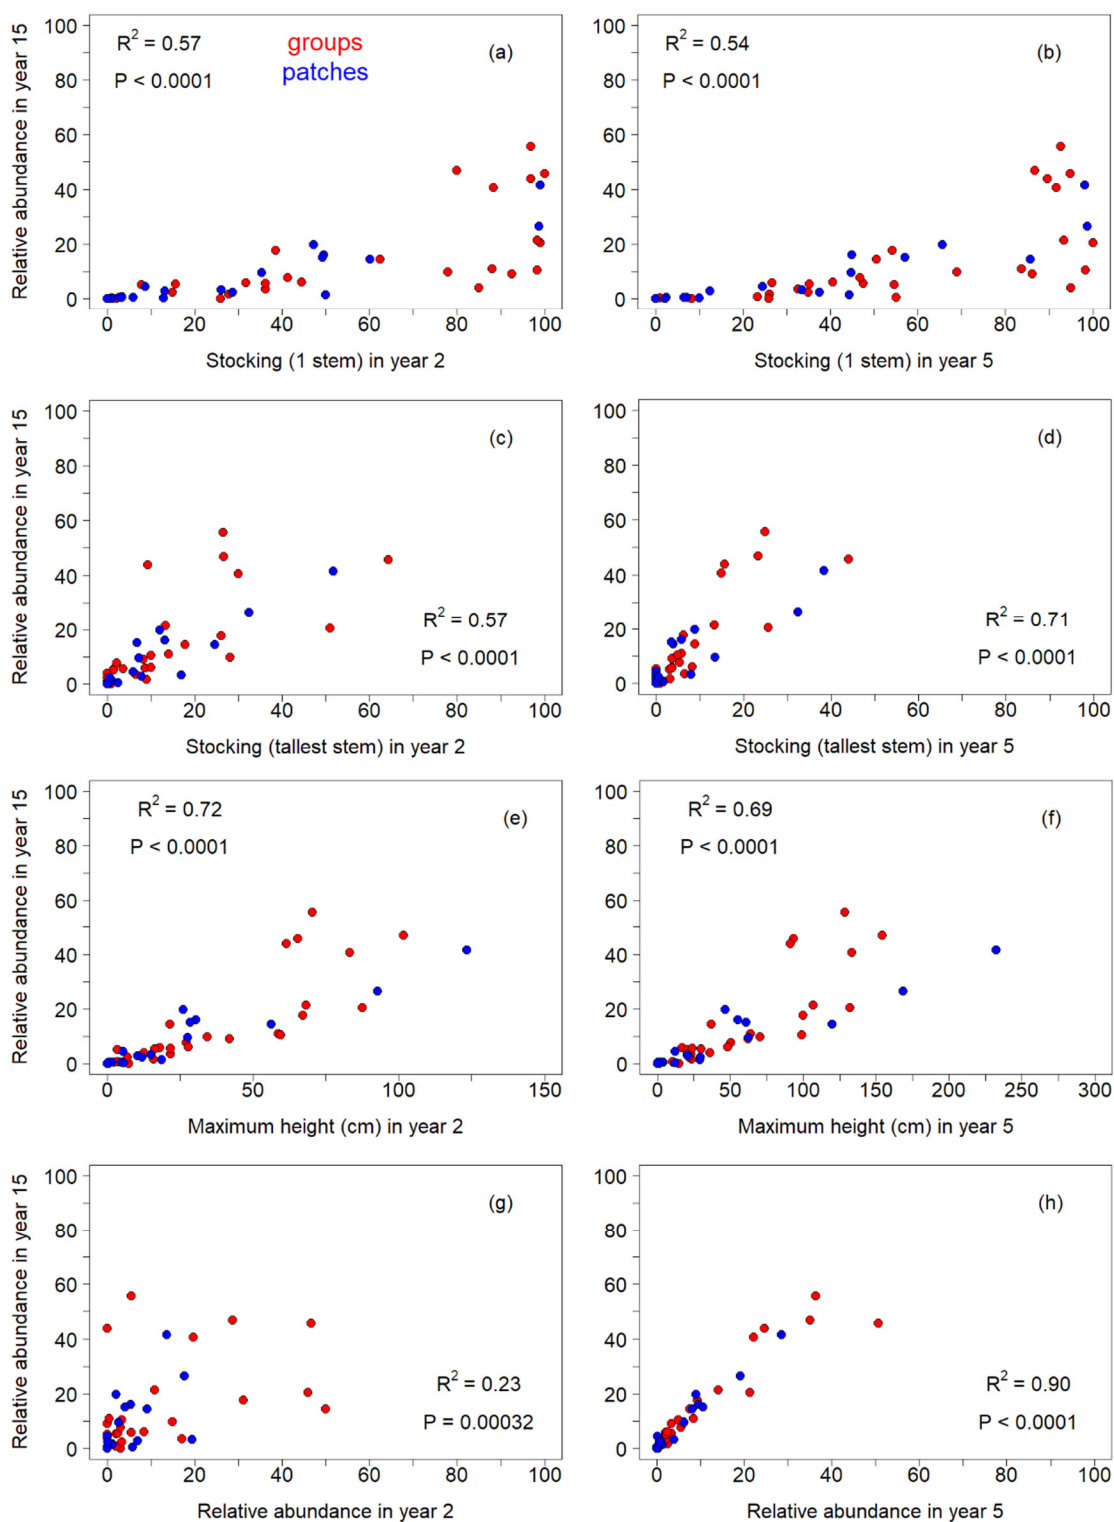 Relative abundance in year 15
100
80
60
40
20
0
R² = 0.57
P < 0.0001
groups
patches
(a)
0 20 40 60 80 100
Stocking (1 stem) in year 2
100
80
60
40
20
0
R² = 0.54
P < 0.0001
(b)
0 20 40 60 80 100
Stocking (1 stem) in year 5
Relative abundance in year 15
100
80
60
40
20
0
(c)
R² = 0.57
P < 0.0001
0 20 40 60 80 100
Stocking (tallest stem) in year 2
100
80
60
40
20
0
(d)
R² = 0.71
P < 0.0001
0 20 40 60 80 100
Stocking (tallest stem) in year 5
Relative abundance in year 15
100
80
60
40
20
0
R² = 0.72
P < 0.0001
(e)
0 50 100 150
Maximum height (cm) in year 2
100
80
60
40
20
0
R² = 0.69
P < 0.0001
(f)
0 50 100 150 200 250 300
Maximum height (cm) in year 5
Relative abundance in year 15
100
80
60
40
20
0
(g)
R² = 0.23
P = 0.00032
0 20 40 60 80 100
Relative abundance in year 2
100
80
60
40
20
0
(h)
R² = 0.90
P < 0.0001
0 20 40 60 80 100
Relative abundance in year 5